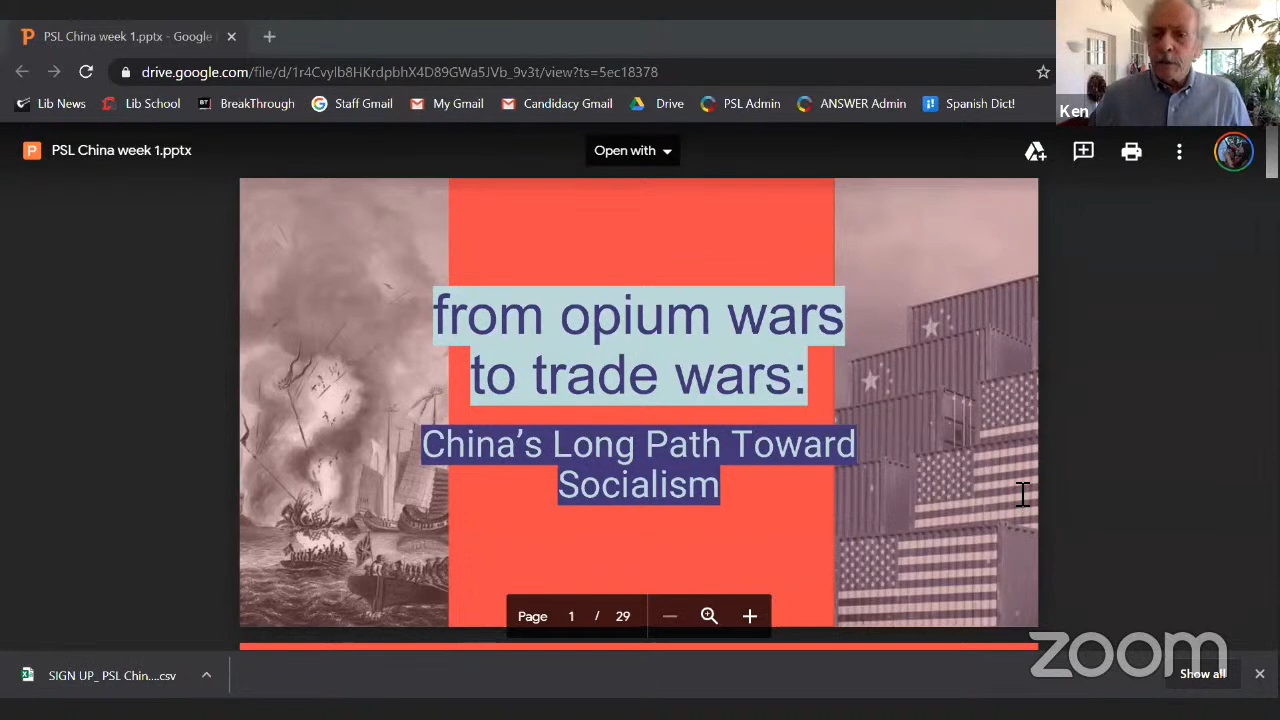 PSL China week 1.pptx - Google
drive.google.com/file/d/1r4Cvylb8HKrdpbhX4D89GWa5JVb_9v3t/view?ts=5ec18378
Lib News
Lib School
BT
BreakThrough
Staff Gmail
My Gmail
Candidacy Gmail
Drive
PSL Admin
ANSWER Admin
Spanish Dict!
Ken
P
PSL China week 1.pptx
Open with
from opium wars
to trade wars:
China’s Long Path Toward
Socialism
Page 1 / 29
zoom
SIGN UP_ PSL Chin....csv
Show all